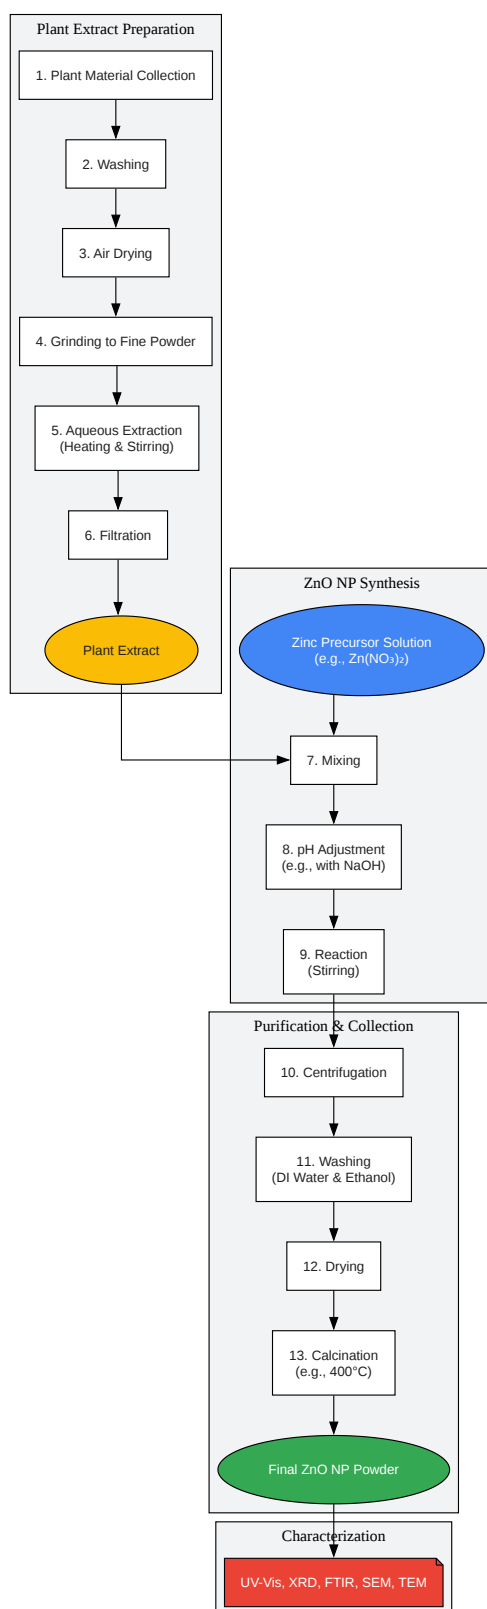 Plant Extract Preparation
1. Plant Material Collection
2. Washing
3. Air Drying
4. Grinding to Fine Powder
5. Aqueous Extraction
(Heating & Stirring)
6. Filtration
Plant Extract
ZnO NP Synthesis
Zinc Precursor Solution
(e.g., Zn(NO₃)₂)
7. Mixing
8. pH Adjustment
(e.g., with NaOH)
9. Reaction
(Stirring)
Purification & Collection
10. Centrifugation
11. Washing
(DI Water & Ethanol)
12. Drying
13. Calcination
(e.g., 400°C)
Final ZnO NP Powder
Characterization
UV-Vis, XRD, FTIR, SEM, TEM